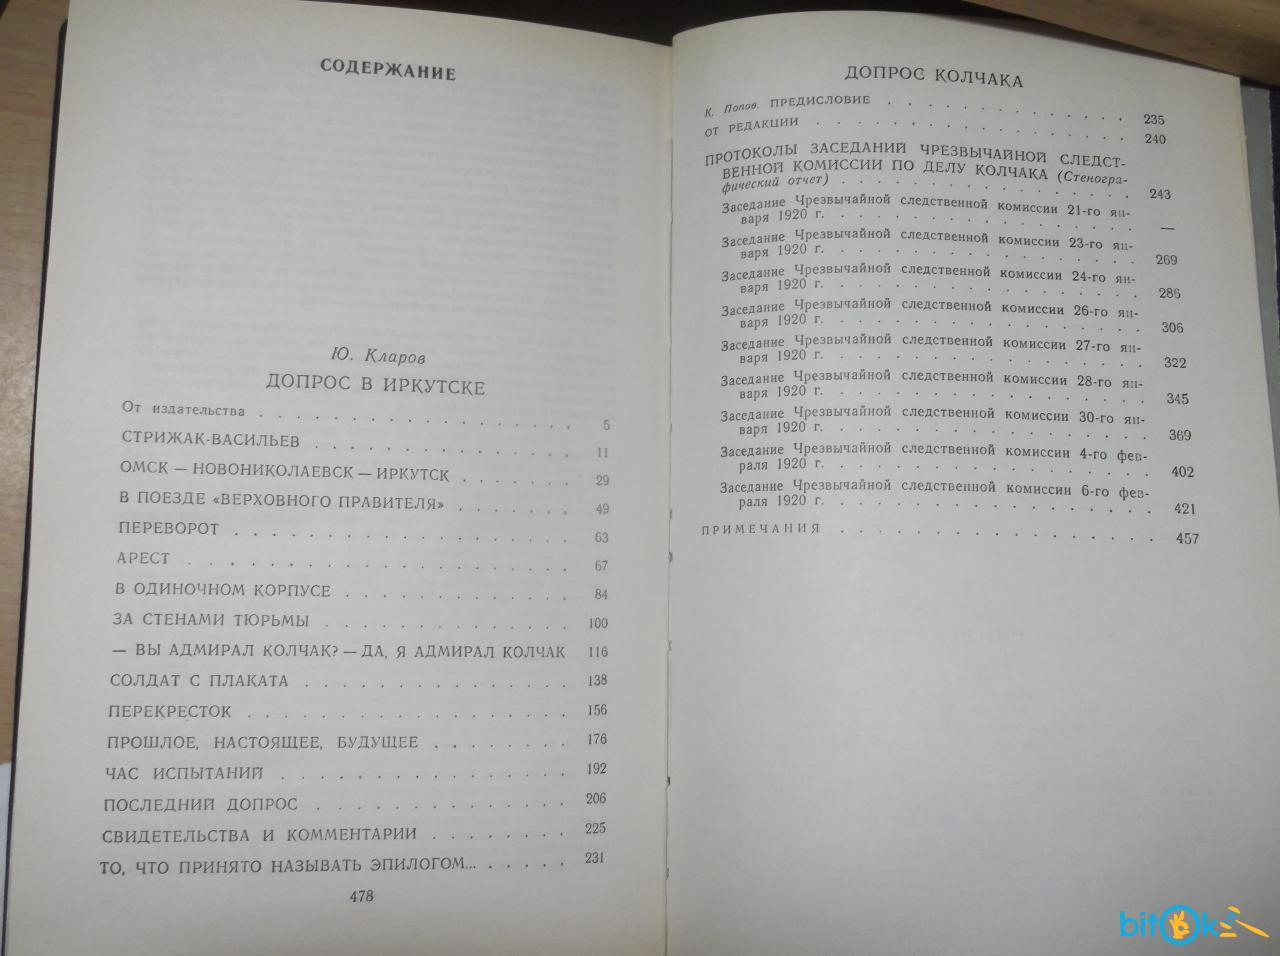 СОДЕРЖАНИЕ
Ю. Кларов
ДОПРОС В ИРКУТСКЕ
От издательства . . . . . . . . . . . . . . . 5
СТРИЖАК-ВАСИЛЬЕВ . . . . . . . . . . . . . 11
ОМСК — НОВОНИКОЛАЕВСК — ИРКУТСК . . . . . 29
В ПОЕЗДЕ «ВЕРХОВНОГО ПРАВИТЕЛЯ» . . . . . 49
ПЕРЕВОРОТ . . . . . . . . . . . . . . . . 63
АРЕСТ . . . . . . . . . . . . . . . . . . 67
В ОДИНОЧНОМ КОРПУСЕ . . . . . . . . . . . 84
ЗА СТЕНАМИ ТЮРЬМЫ . . . . . . . . . . . . 100
— ВЫ АДМИРАЛ КОЛЧАК? — ДА, Я АДМИРАЛ КОЛЧАК 116
СОЛДАТ С ПЛАКАТА . . . . . . . . . . . . . 138
ПЕРЕКРЕСТОК . . . . . . . . . . . . . . . 156
ПРОШЛОЕ, НАСТОЯЩЕЕ, БУДУЩЕЕ . . . . . . . 176
ЧАС ИСПЫТАНИЙ . . . . . . . . . . . . . . 192
ПОСЛЕДНИЙ ДОПРОС . . . . . . . . . . . . . 206
СВИДЕТЕЛЬСТВА И КОММЕНТАРИИ . . . . . . . 225
ТО, ЧТО ПРИНЯТО НАЗЫВАТЬ ЭПИЛОГОМ... . . . . . 231
478
ДОПРОС КОЛЧАКА
К. Попов. ПРЕДИСЛОВИЕ . . . . . . . . . . 235
ОТ РЕДАКЦИИ . . . . . . . . . . . . . . . 240
ПРОТОКОЛЫ ЗАСЕДАНИЙ ЧРЕЗВЫЧАЙНОЙ СЛЕДСТ-
ВЕННОЙ КОМИССИИ ПО ДЕЛУ КОЛЧАКА (Стеногра-
фический отчет) . . . . . . . . . . . . . 243
Заседание Чрезвычайной следственной комиссии 21-го ян-
варя 1920 г. . . . . . . . . . . . . . . —
Заседание Чрезвычайной следственной комиссии 23-го ян-
варя 1920 г. . . . . . . . . . . . . . . 269
Заседание Чрезвычайной следственной комиссии 24-го ян-
варя 1920 г. . . . . . . . . . . . . . . 286
Заседание Чрезвычайной следственной комиссии 26-го ян-
варя 1920 г. . . . . . . . . . . . . . . 306
Заседание Чрезвычайной следственной комиссии 27-го ян-
варя 1920 г. . . . . . . . . . . . . . . 322
Заседание Чрезвычайной следственной комиссии 28-го ян-
варя 1920 г. . . . . . . . . . . . . . . 345
Заседание Чрезвычайной следственной комиссии 30-го ян-
варя 1920 г. . . . . . . . . . . . . . . 369
Заседание Чрезвычайной следственной комиссии 4-го фев-
раля 1920 г. . . . . . . . . . . . . . . 402
Заседание Чрезвычайной следственной комиссии 6-го фев-
раля 1920 г. . . . . . . . . . . . . . . 421
ПРИМЕЧАНИЯ . . . . . . . . . . . . . . . 457